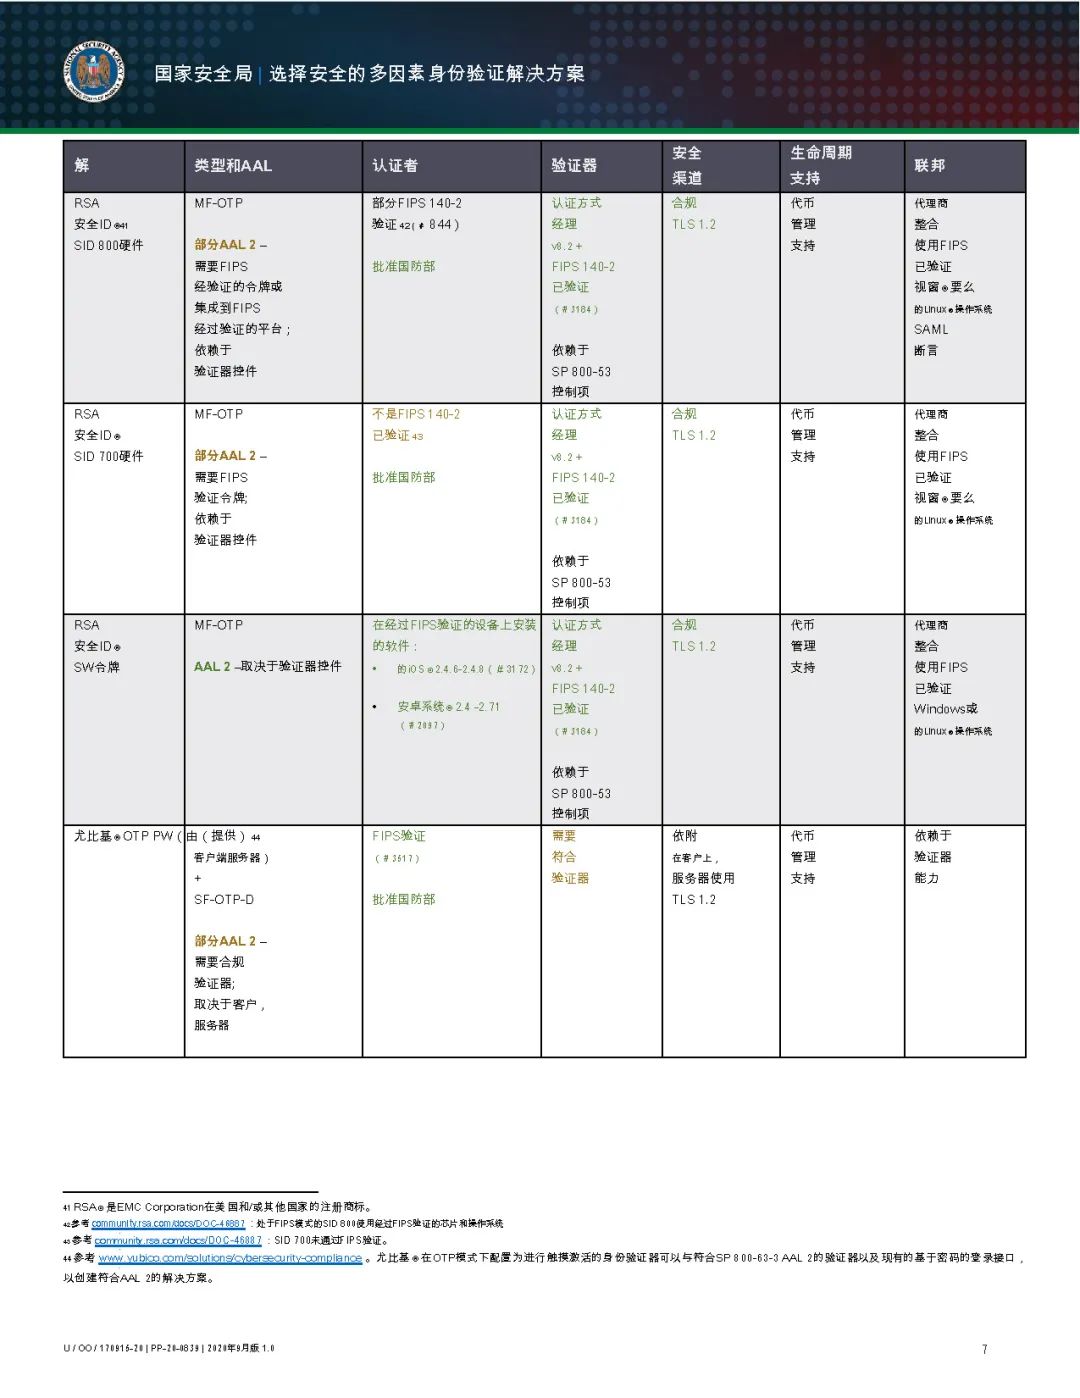 国家安全局 | 选择安全的多因素身份验证解决方案
解
类型和AAL
认证者
验证器
安全
渠道
生命周期
支持
联邦
RSA
安全ID ®41
SID 800硬件
MF-OTP
部分AAL 2 –
需要FIPS
经验证的令牌或
集成到FIPS
经过验证的平台；
依赖于
验证器控件
部分FIPS 140-2
验证 42（＃844）
批准国防部
认证方式
经理
v8.2 +
FIPS 140-2
已验证
（＃3184）
依赖于
SP 800-53
控制项
合规
TLS 1.2
代币
管理
支持
代理商
整合
使用FIPS
已验证
视窗 ® 要么
的Linux ® 操作系统
SAML
断言
RSA
安全ID ®
SID 700硬件
MF-OTP
部分AAL 2 –
需要FIPS
验证令牌;
依赖于
验证器控件
不是FIPS 140-2
已验证 43
批准国防部
认证方式
经理
v8.2 +
FIPS 140-2
已验证
（＃3184）
依赖于
SP 800-53
控制项
合规
TLS 1.2
代币
管理
支持
代理商
整合
使用FIPS
已验证
视窗 ® 要么
的Linux ® 操作系统
RSA
安全ID ®
SW令牌
MF-OTP
AAL 2 –取决于验证器控件
在经过FIPS验证的设备上安装
的软件：
• 的iOS ® 2.4.6-2.4.8（＃3172）
• 安卓系统 ® 2.4 -2.71
（＃2097）
认证方式
经理
v8.2 +
FIPS 140-2
已验证
（＃3184）
依赖于
SP 800-53
控制项
合规
TLS 1.2
代币
管理
支持
代理商
整合
使用FIPS
已验证
Windows或
的Linux ® 操作系统
尤比基 ® OTP PW（由（提供）44
客户端服务器）
+
SF-OTP-D
部分AAL 2 –
需要合规
验证器;
取决于客户，
服务器
FIPS验证
（＃3517）
批准国防部
需要
符合
验证器
依附
在客户上，
服务器使用
TLS 1.2
代币
管理
支持
依赖于
验证器
能力
41 RSA® 是EMC Corporation在美国和/或其他国家的注册商标。
42参考 community.rsa.com/docs/DOC-46887 ：处于FIPS模式的SID 800使用经过FIPS验证的芯片和操作系统
43参考 community.rsa.com/docs/DOC-46887 ：SID 700未通过FIPS验证。
44 参考 www. yubico.com/solutions/cybersecurity-compliance 。尤比基 ® 在OTP模式下配置为进行触摸激活的身份验证器可以与符合SP 800-63-3 AAL 2的验证器以及现有的基于密码的登录接口，
以创建符合AAL 2的解决方案。
U / OO / 170915-20 | PP-20-0839 | 2020年9月版 1.0
7